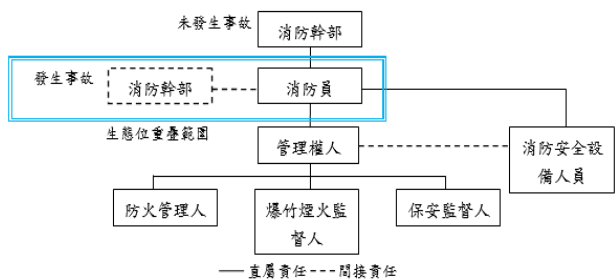 未發生事故
消防幹部
發生事故
消防幹部
消防員
生態位重疊範圍
管理權人
消防安全設
備人員
防火管理人
爆竹煙火監
督人
保安監督人
直屬責任
間接責任